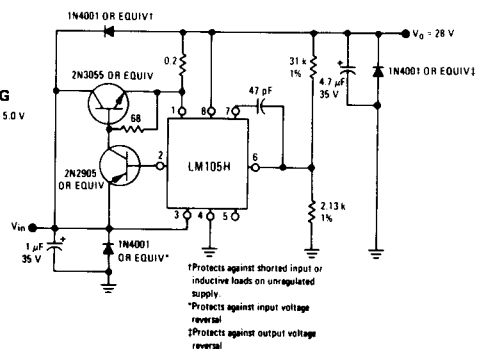 1N4001 OR EQUIV†
Vo = 28 V
0.2
31 k
1%
4.7 µF
35 V
1N4001 OR EQUIV‡
2N3055 OR EQUIV
G
5.0 V
68
47 pF
1
8
7
2N2905
OR EQUIV
2
LM105H
6
2.13 k
1%
3
4
5
Vin
1 µF
35 V
1N4001
OR EQUIV*
†Protects against shorted input or
inductive loads on unregulated
supply.
*Protects against input voltage
reversal
‡Protects against output voltage
reversal